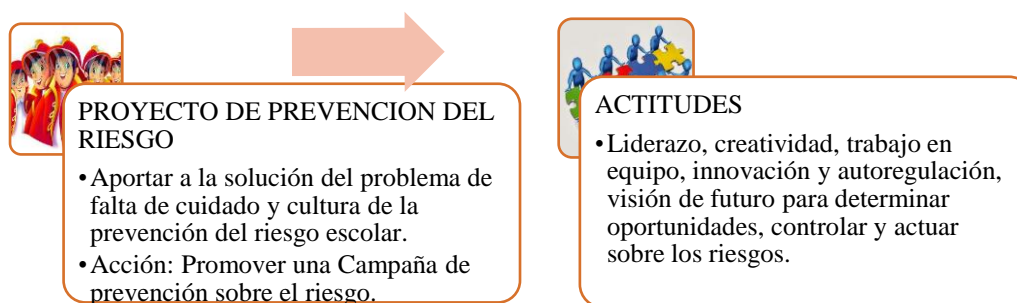 PROYECTO DE PREVENCION DEL
RIESGO
•Aportar a la solución del problema de
falta de cuidado y cultura de la
prevención del riesgo escolar.
•Acción: Promover una Campaña de
prevención sobre el riesgo.
ACTITUDES
•Liderazo, creatividad, trabajo en
equipo, innovación y autoregulación,
visión de futuro para determinar
oportunidades, controlar y actuar
sobre los riesgos.